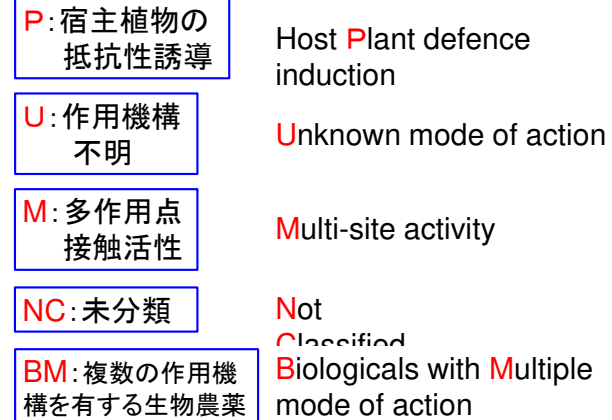 P:宿主植物の
抵抗性誘導
Host Plant defence
induction
U:作用機構
不明
Unknown mode of action
M:多作用点
接触活性
Multi-site activity
NC:未分類
Not
Classified
BM:複数の作用機
構を有する生物農薬
Biologicals with Multiple
mode of action